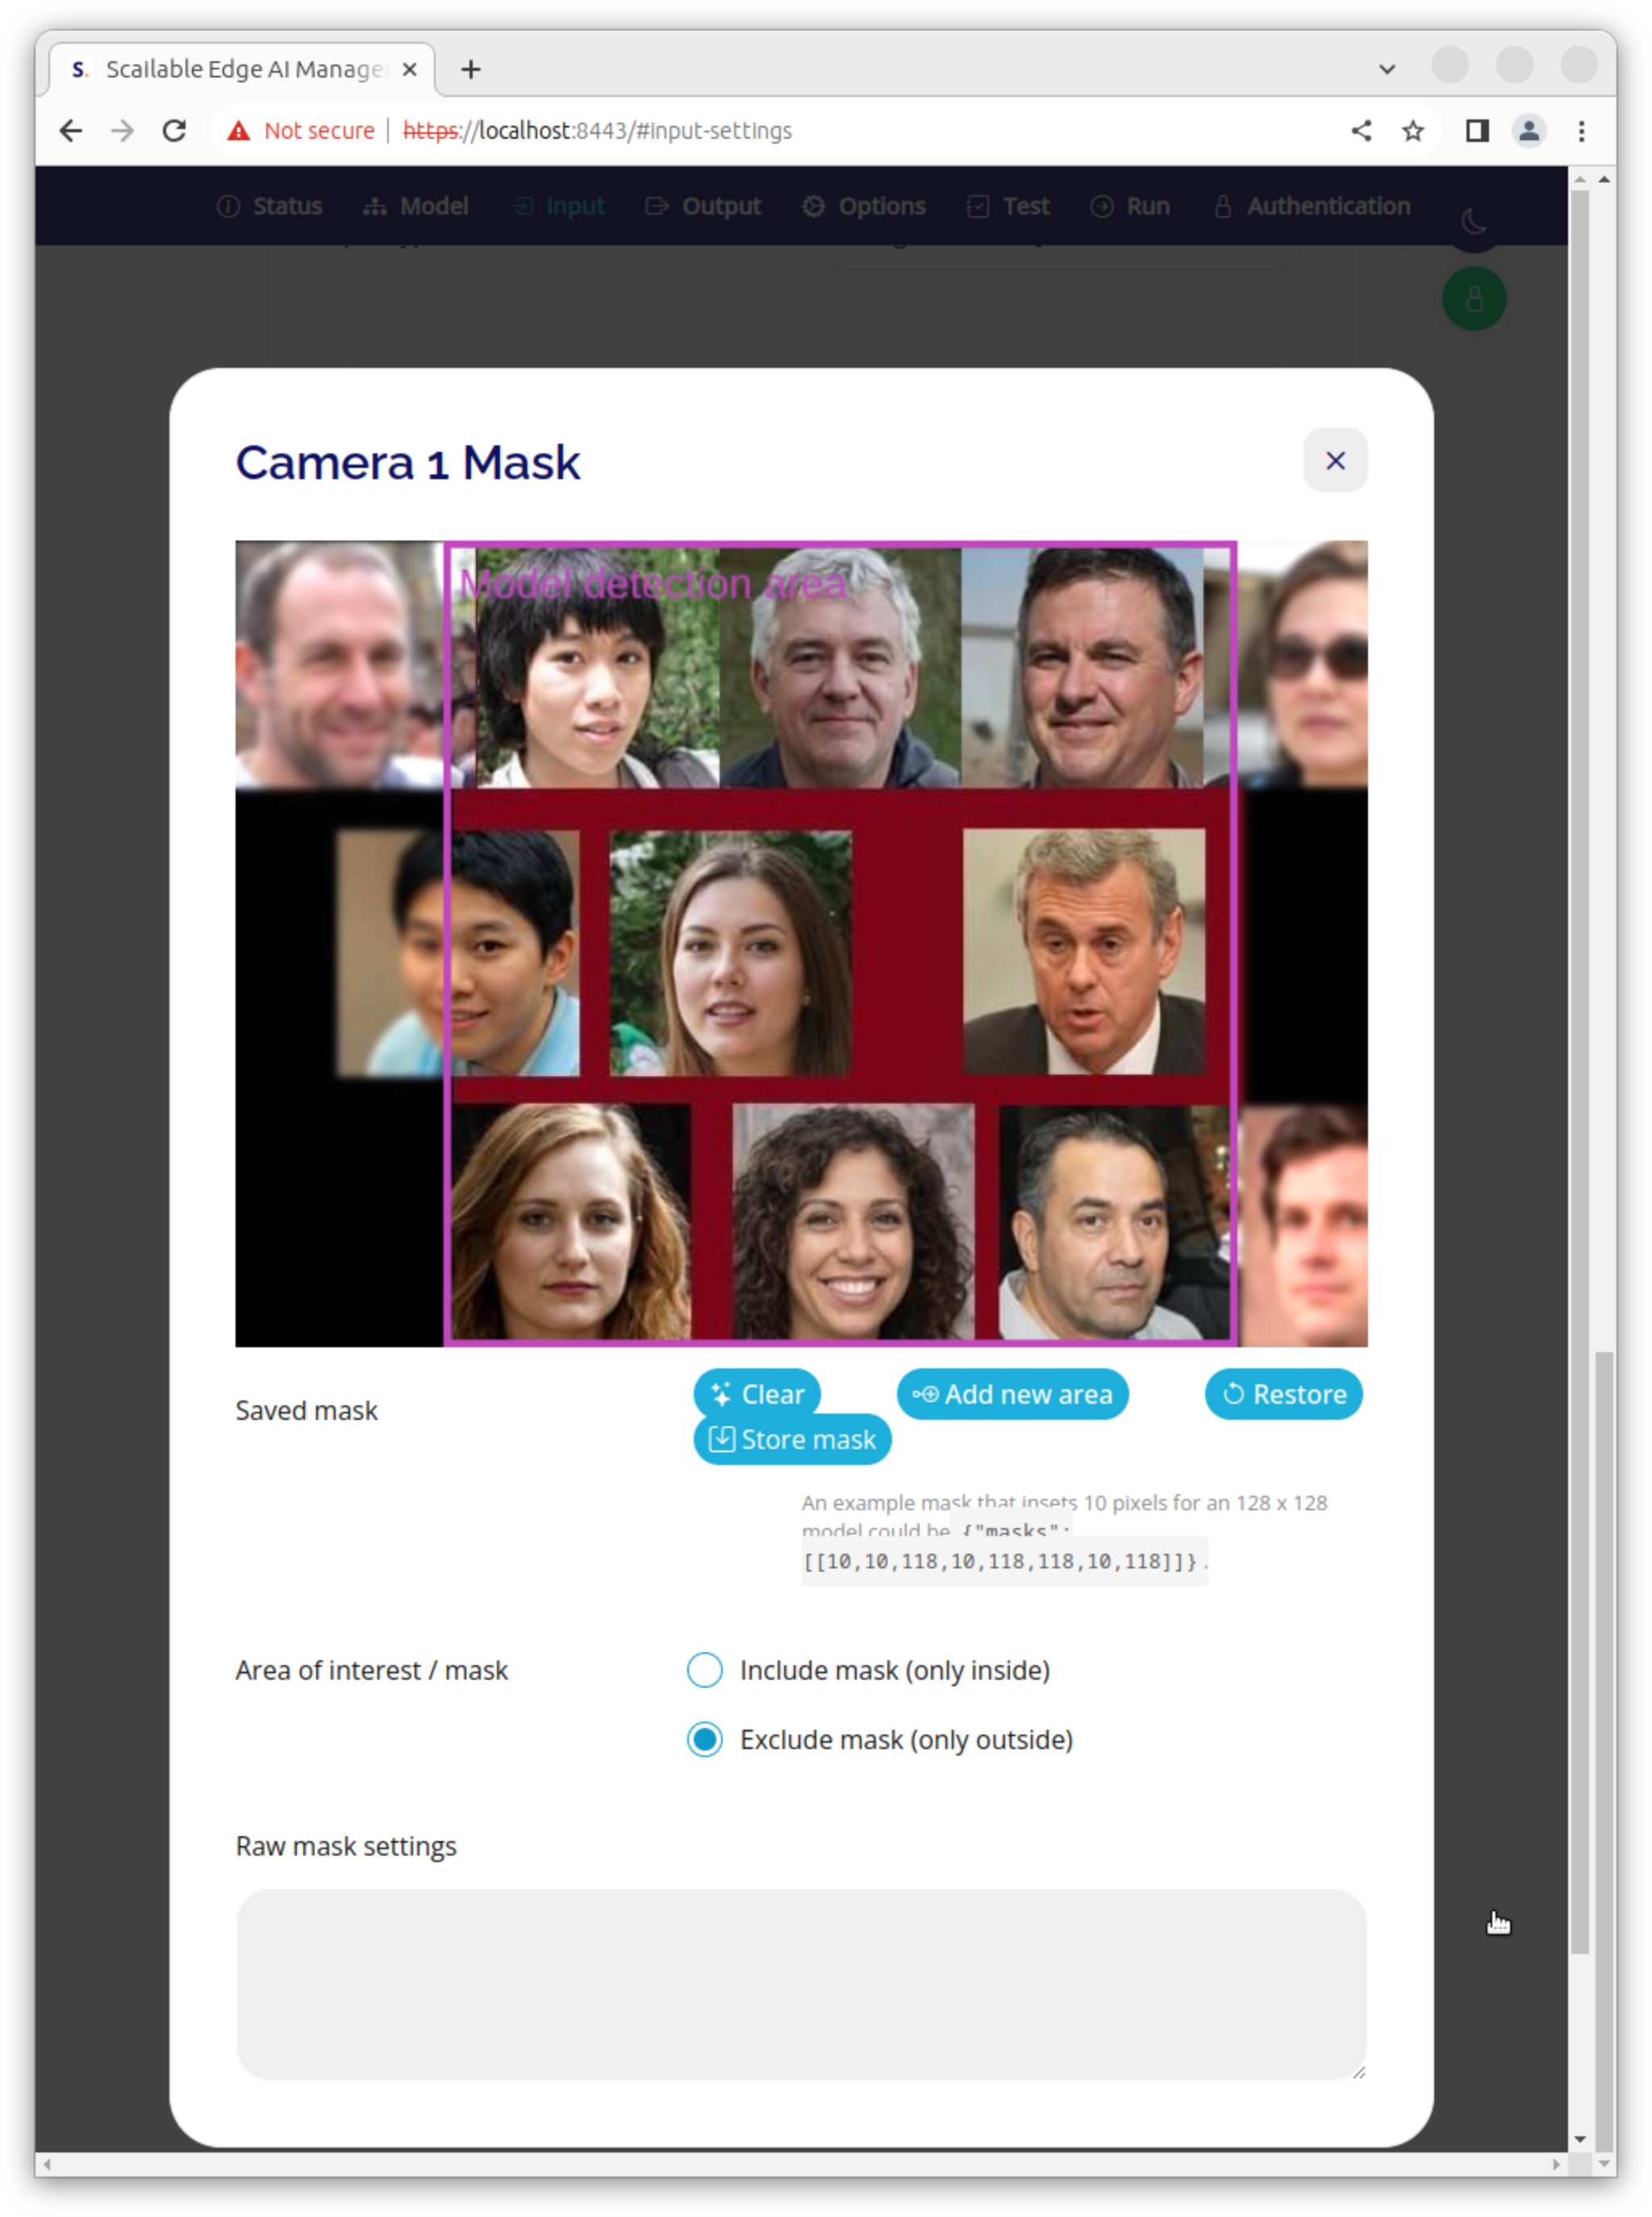 S. Scailable Edge AI Manage
Not secure https://localhost:8443/#input-settings
Status Model Input Output Options Test Run Authentication
Camera 1 Mask
Model detection area
Saved mask
Clear Add new area Restore
Store mask
An example mask that insets 10 pixels for an 128 x 128
model could be {"masks":
[[10,10,118,10,118,118,10,118]]} .
Area of interest / mask
Include mask (only inside)
Exclude mask (only outside)
Raw mask settings